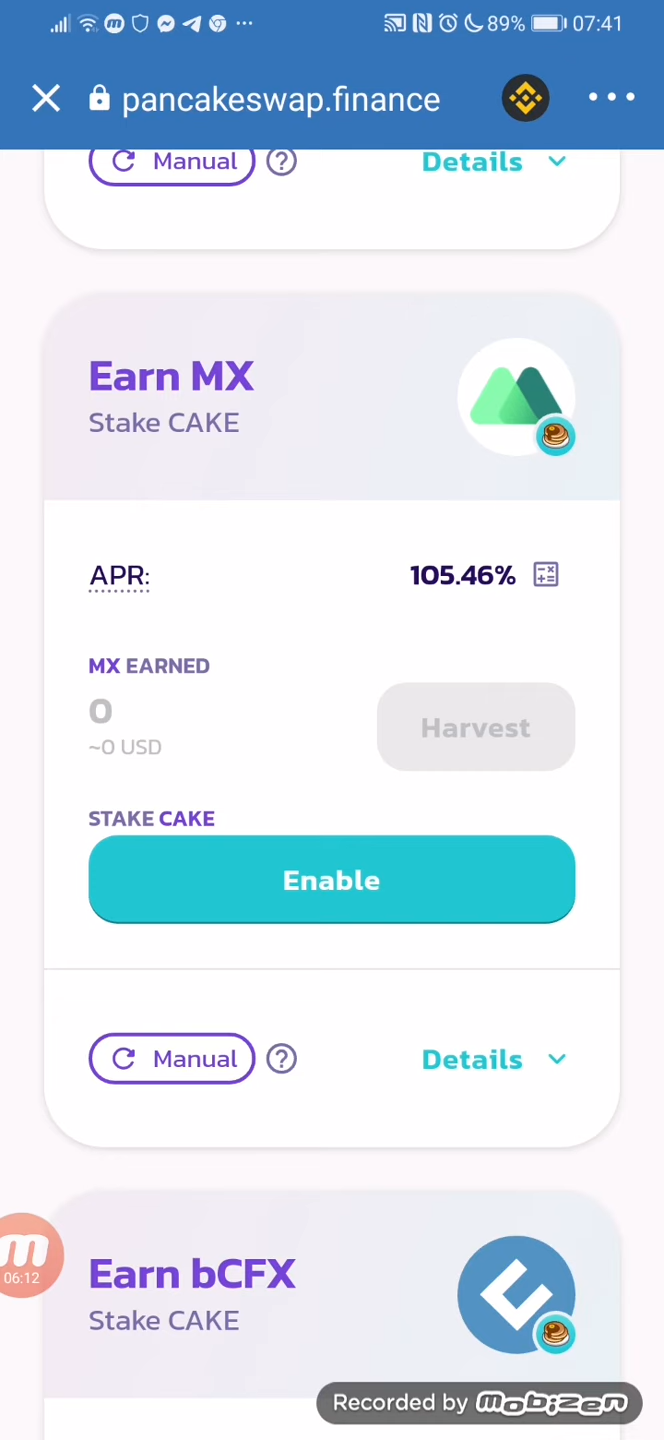 89% 07:41
pancakeswap.finance
Manual ? Details
Earn MX
Stake CAKE
APR: 105.46%
MX EARNED
0
~0 USD
Harvest
STAKE CAKE
Enable
Manual ? Details
Earn bCFX
06:12
Stake CAKE
Recorded by mobizen